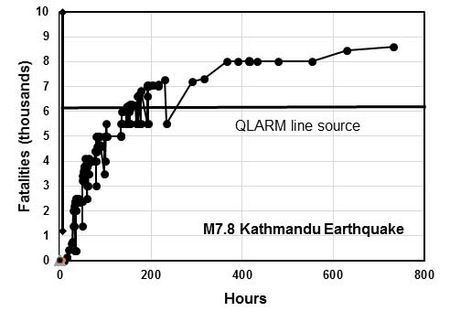 10
9
8
7
6
5
4
3
2
1
0
Fatalities (thousands)
QLARM line source
M7.8 Kathmandu Earthquake
0 200 400 600 800
Hours